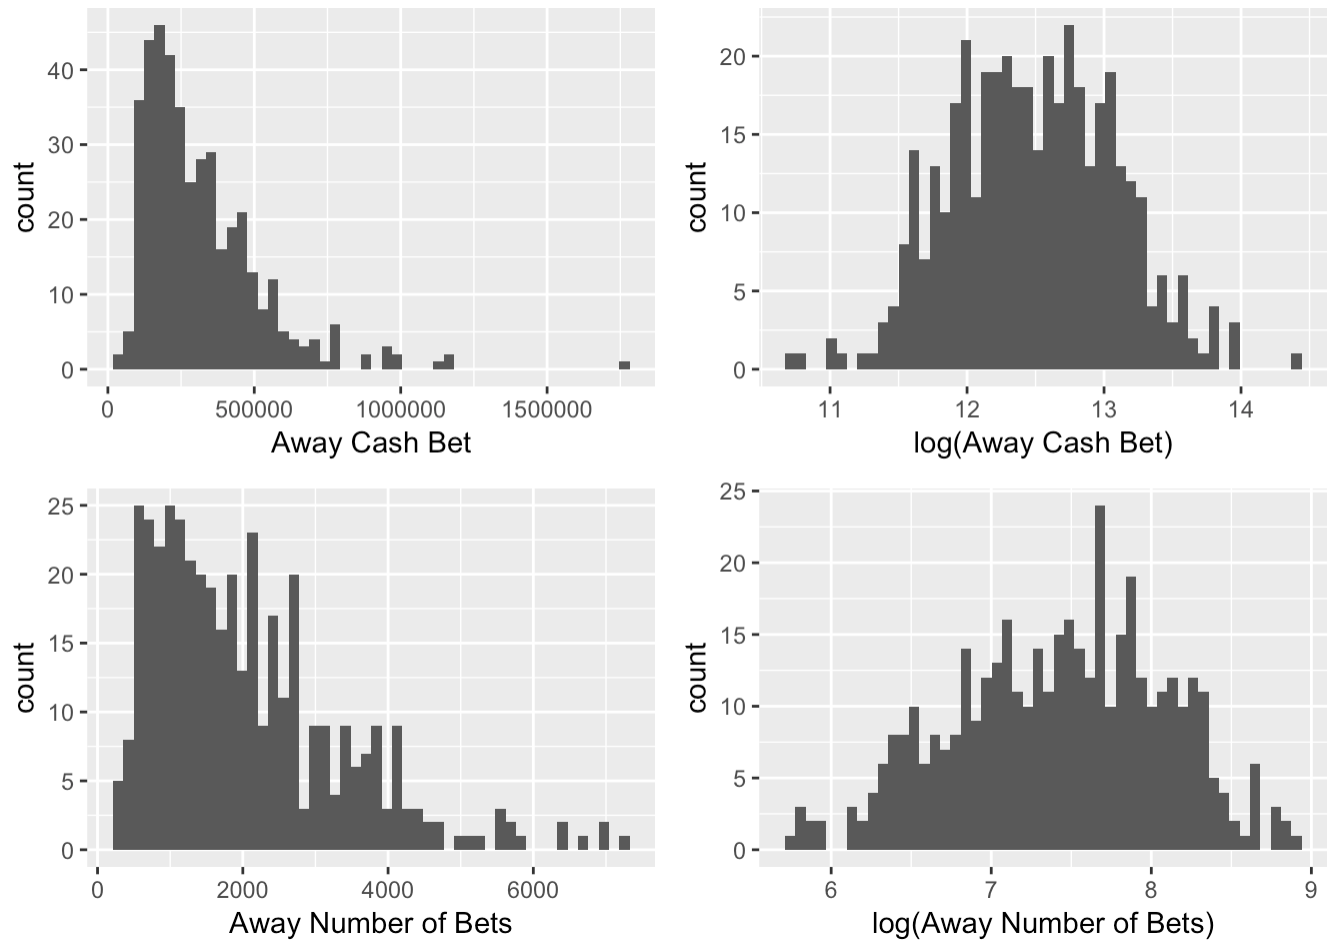 40
30
20
10
0
count
0 500000 1000000 1500000
Away Cash Bet
20
15
10
5
0
count
11 12 13 14
log(Away Cash Bet)
25
20
15
10
5
0
count
0 2000 4000 6000
Away Number of Bets
25
20
15
10
5
0
count
6 7 8 9
log(Away Number of Bets)